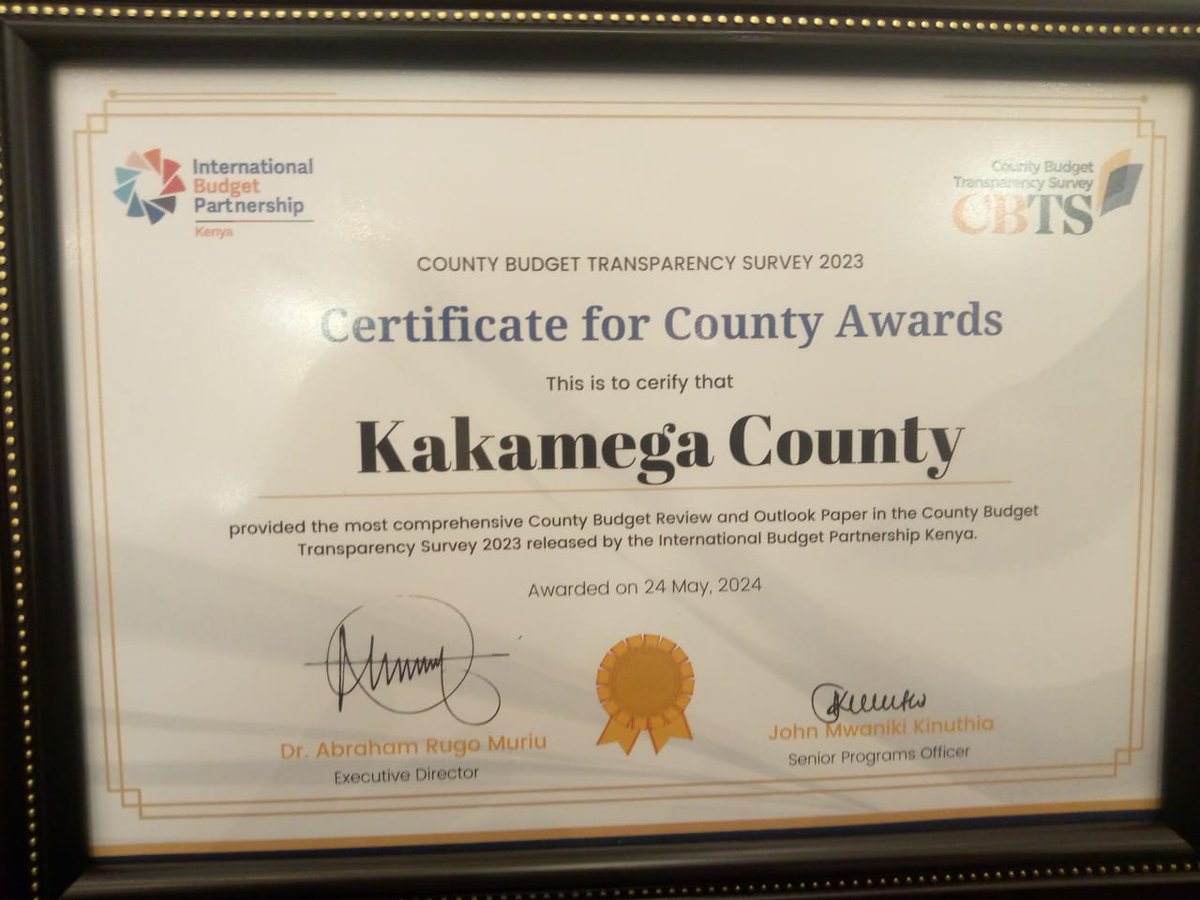 International
Budget
Partnership
Kenya
County Budget
Transparency Survey
CBTS
COUNTY BUDGET TRANSPARENCY SURVEY 2023
Certificate for County Awards
This is to cerify that
Kakamega County
provided the most comprehensive County Budget Review and Outlook Paper in the County Budget
Transparency Survey 2023 released by the International Budget Partnership Kenya.
Awarded on 24 May, 2024
Dr. Abraham Rugo Muriu
Executive Director
John Mwaniki Kinuthia
Senior Programs Officer